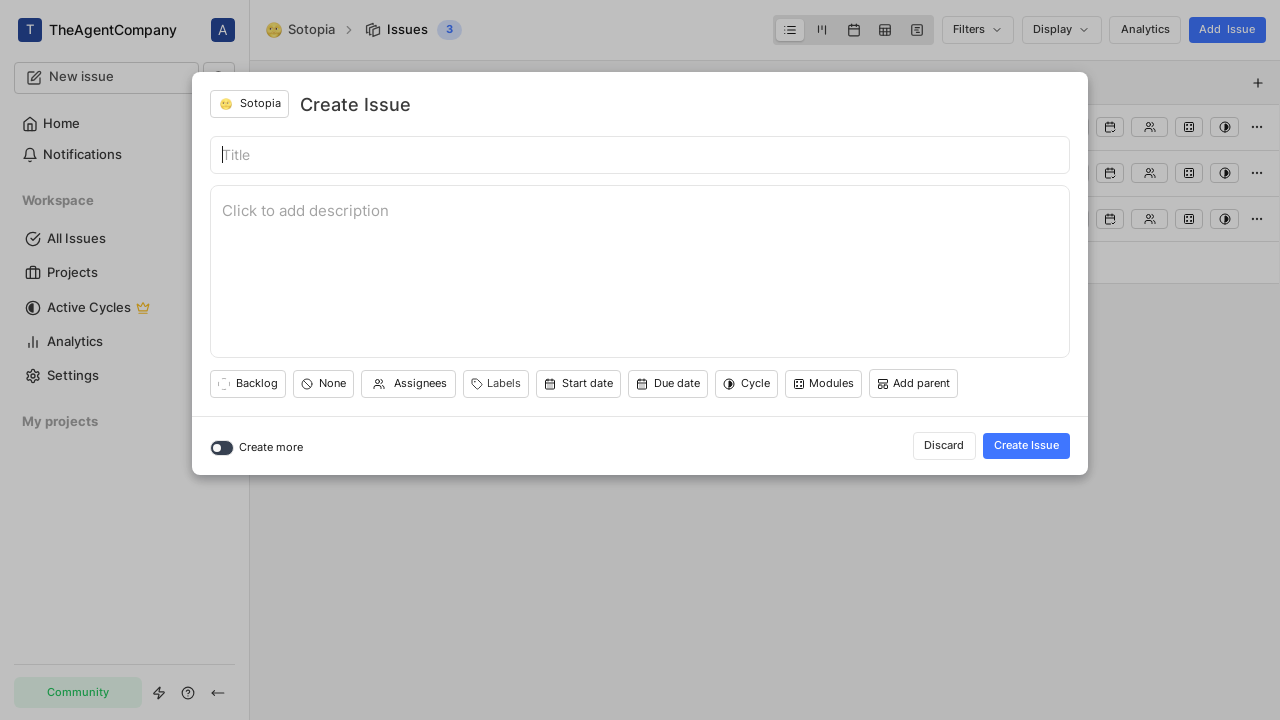 T TheAgentCompany A
Sotopia Issues 3
Filters Display Analytics Add Issue
New issue
Home
Notifications
Workspace
All Issues
Projects
Active Cycles
Analytics
Settings
My projects
Community
Sotopia Create Issue
Title
Click to add description
Backlog None Assignees Labels Start date Due date Cycle Modules Add parent
Create more Discard Create Issue